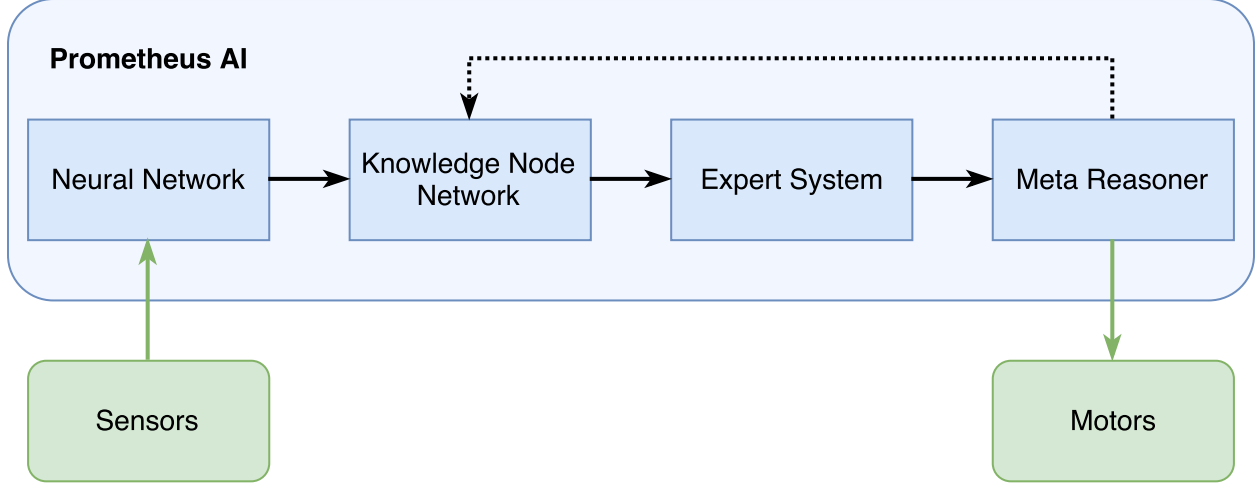 Prometheus AI
Neural Network
Knowledge Node
Network
Expert System
Meta Reasoner
Sensors
Motors